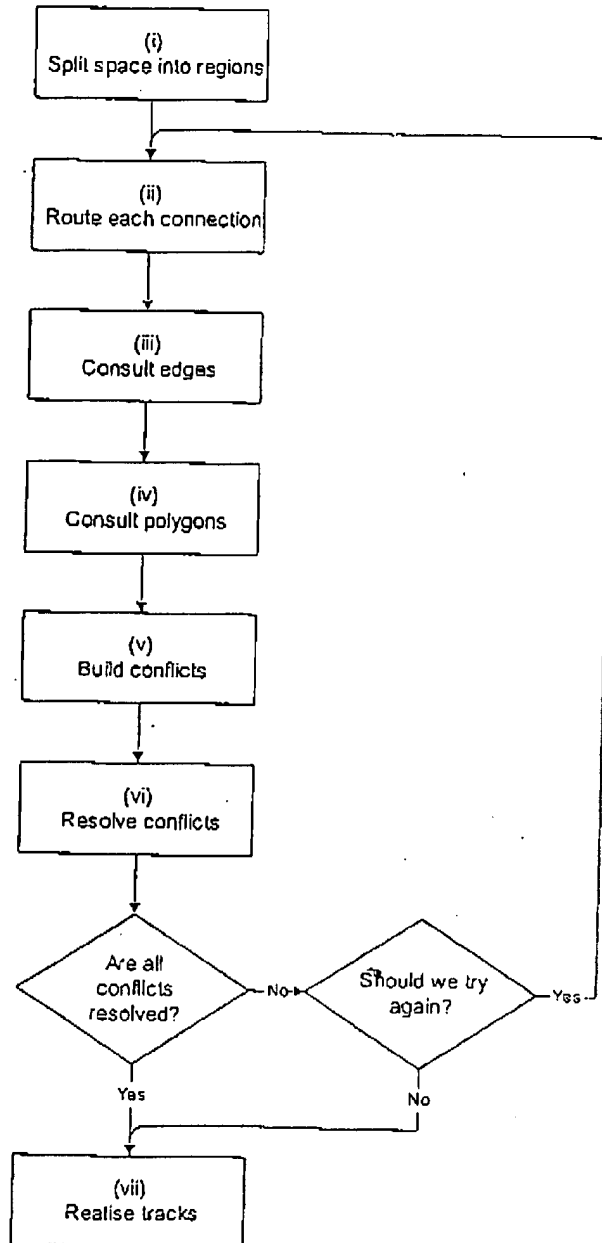 (i)
Split space into regions
(ii)
Route each connection
(iii)
Consult edges
(iv)
Consult polygons
(v)
Build conflicts
(vi)
Resolve conflicts
Are all
conflicts
resolved?
No
Should we try
again?
Yes
Yes
No
(vii)
Realise tracks